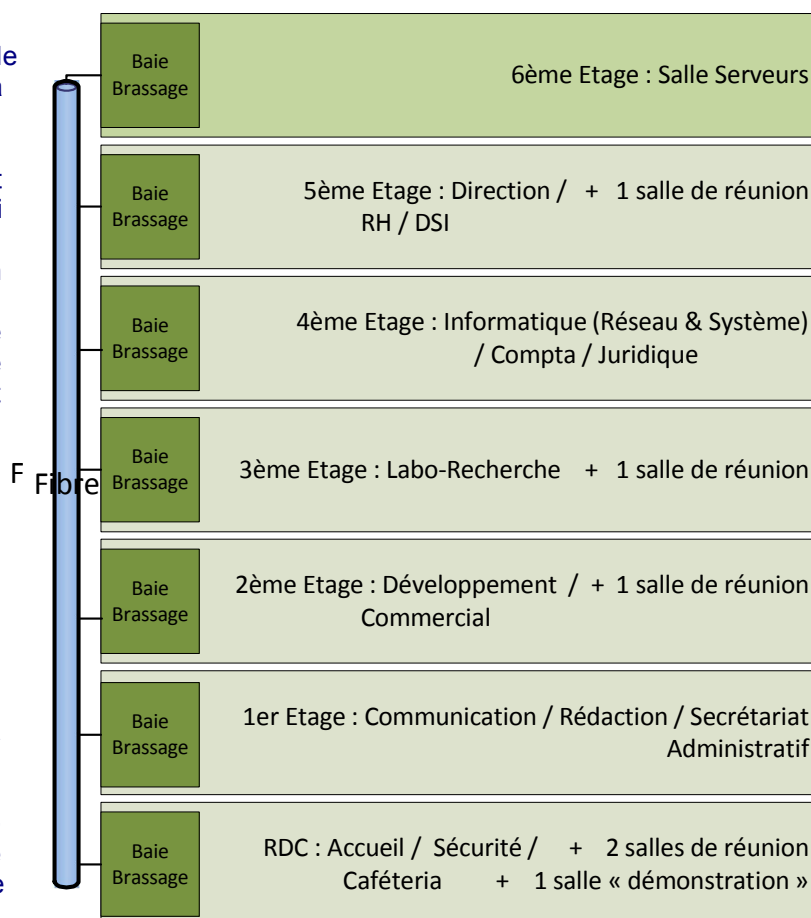 Baie
Brassage
6ème Etage : Salle Serveurs
Baie
Brassage
5ème Etage : Direction / + 1 salle de réunion
RH / DSI
Baie
Brassage
4ème Etage : Informatique (Réseau & Système)
/ Compta / Juridique
F Fibre
Baie
Brassage
3ème Etage : Labo-Recherche + 1 salle de réunion
Baie
Brassage
2ème Etage : Développement / + 1 salle de réunion
Commercial
Baie
Brassage
1er Etage : Communication / Rédaction / Secrétariat
Administratif
Baie
Brassage
RDC : Accueil / Sécurité / + 2 salles de réunion
Caféteria + 1 salle « démonstration »